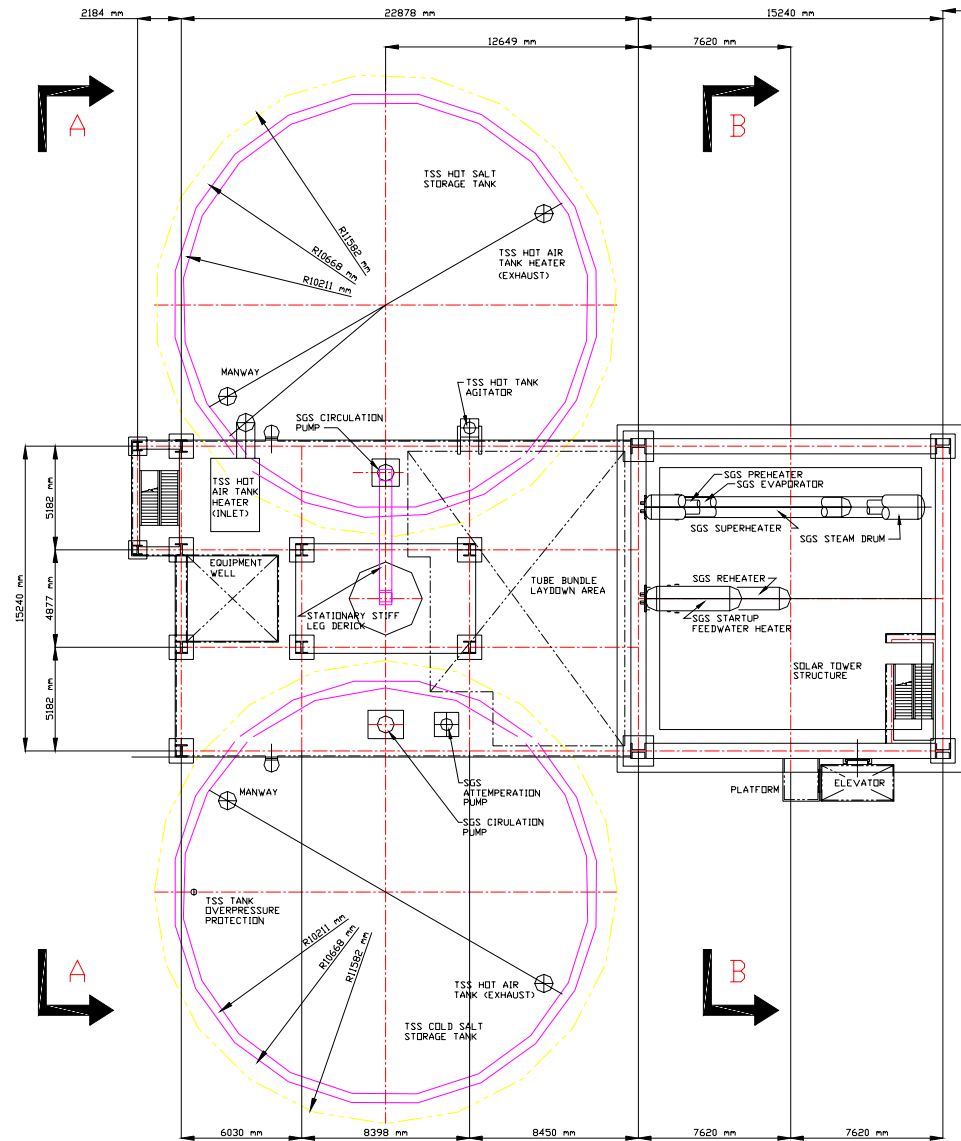 2184 mm
22878 mm
15240 mm
12649 mm
7620 mm
A
B
TSS HOT SALT
STORAGE TANK
R11582 mm
R10668 mm
R10211 mm
TSS HOT AIR
TANK HEATER
(EXHAUST)
MANWAY
TSS HOT TANK
AGITATOR
SGS CIRCULATION
PUMP
TSS HOT
AIR TANK
HEATER
(INLET)
SGS PREHEATER
SGS EVAPORATOR
SGS SUPERHEATER
SGS STEAM DRUM
5182 mm
15240 mm
4877 mm
5182 mm
EQUIPMENT
WELL
TUBE BUNDLE
LAYDOWN AREA
SGS REHEATER
STATIONARY STIFF
LEG DERICK
SGS STARTUP
FEEDWATER HEATER
SOLAR TOWER
STRUCTURE
MANWAY
SGS
ATTEMPERATION
PUMP
SGS CIRULATION
PUMP
PLATFORM
ELEVATOR
TSS TANK
OVERPRESSURE
PROTECTION
R10211 mm
R10668 mm
R11582 mm
A
B
TSS HOT AIR
TANK (EXHAUST)
TSS COLD SALT
STORAGE TANK
6030 mm
8398 mm
8450 mm
7620 mm
7620 mm